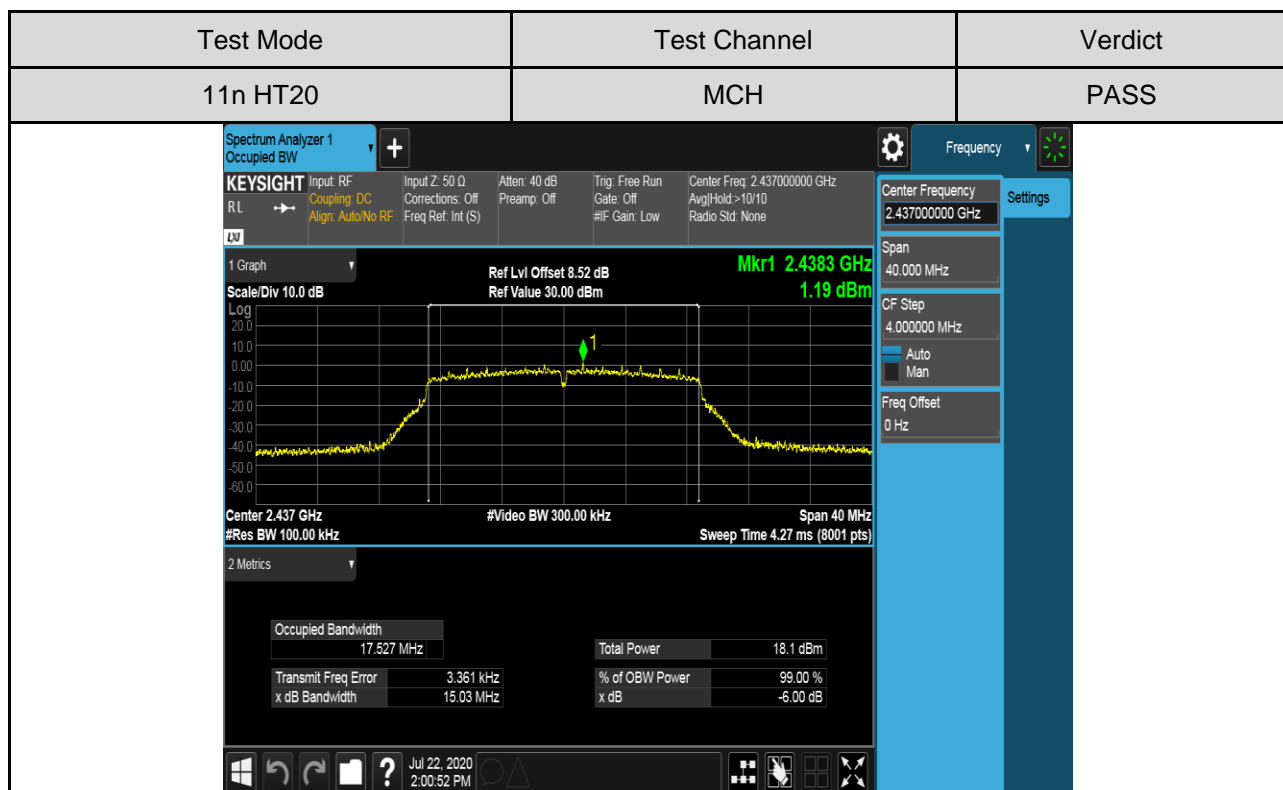 Test Mode Test Channel Verdict
11n HT20 MCH PASS
Spectrum Analyzer 1
Occupied BW
+
Frequency
KEYSIGHT Input: RF Input Z: 50 Ω Atten: 40 dB Trig: Free Run Center Freq: 2.437000000 GHz
RL Coupling: DC Corrections: Off Preamp: Off Gate: Off Avg|Hold:>10/10
Align: Auto/No RF Freq Ref: Int (S) #IF Gain: Low Radio Std: None
LXI
Center Frequency
2.437000000 GHz
Settings
Span
40.000 MHz
CF Step
4.000000 MHz
Auto
Man
Freq Offset
0 Hz
1 Graph Ref Lvl Offset 8.52 dB Mkr1 2.4383 GHz
Scale/Div 10.0 dB Ref Value 30.00 dBm 1.19 dBm
Log
20.0
10.0
0.00
-10.0
-20.0
-30.0
-40.0
-50.0
-60.0
1
Center 2.437 GHz #Video BW 300.00 kHz Span 40 MHz
#Res BW 100.00 kHz Sweep Time 4.27 ms (8001 pts)
2 Metrics
Occupied Bandwidth
17.527 MHz Total Power 18.1 dBm
Transmit Freq Error 3.361 kHz % of OBW Power 99.00 %
x dB Bandwidth 15.03 MHz x dB -6.00 dB
? Jul 22, 2020
2:00:52 PM